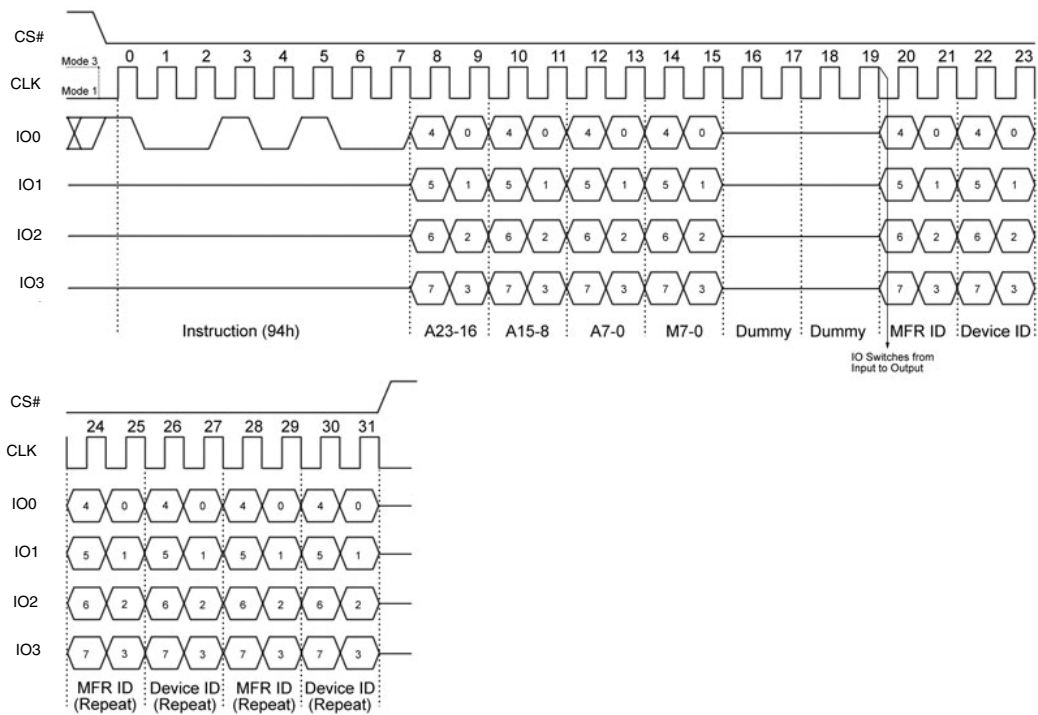 CS#
0 1 2 3 4 5 6 7 8 9 10 11 12 13 14 15 16 17 18 19 20 21 22 23
Mode 3
CLK
Mode 1
IO0 4 0 4 0 4 0 4 0 4 0 4 0
IO1 5 1 5 1 5 1 5 1 5 1 5 1
IO2 6 2 6 2 6 2 6 2 6 2 6 2
IO3 7 3 7 3 7 3 7 3 7 3 7 3
Instruction (94h) A23-16 A15-8 A7-0 M7-0 Dummy Dummy MFR ID Device ID
IO Switches from
Input to Output
CS#
24 25 26 27 28 29 30 31
CLK
IO0 4 0 4 0 4 0 4 0
IO1 5 1 5 1 5 1 5 1
IO2 6 2 6 2 6 2 6 2
IO3 7 3 7 3 7 3 7 3
MFR ID Device ID MFR ID Device ID
(Repeat) (Repeat) (Repeat) (Repeat)